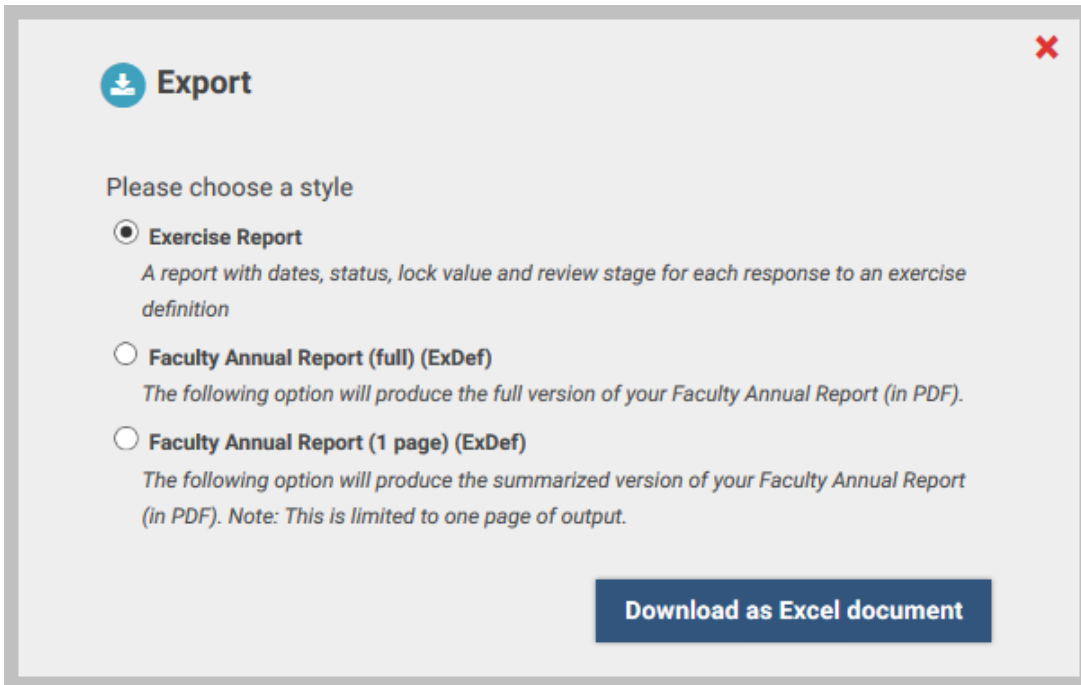 Export
Please choose a style
Exercise Report
A report with dates, status, lock value and review stage for each response to an exercise
definition
Faculty Annual Report (full) (ExDef)
The following option will produce the full version of your Faculty Annual Report (in PDF).
Faculty Annual Report (1 page) (ExDef)
The following option will produce the summarized version of your Faculty Annual Report
(in PDF). Note: This is limited to one page of output.
Download as Excel document